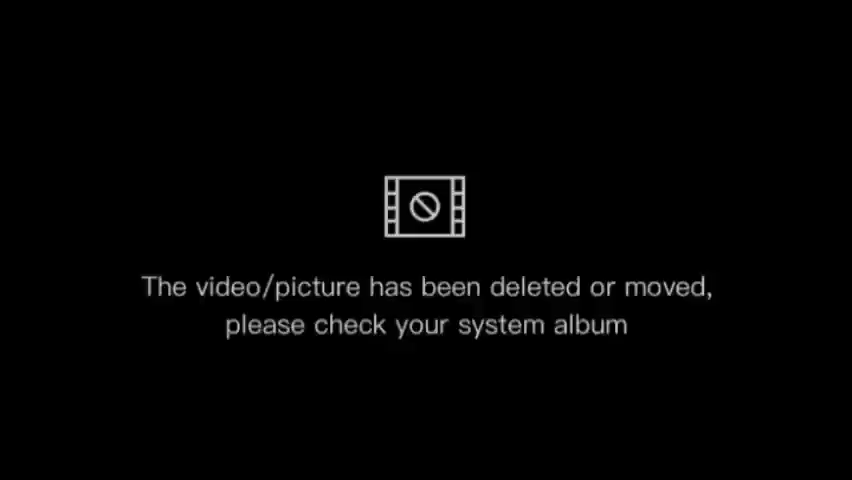 The video/picture has been deleted or moved,
please check your system album